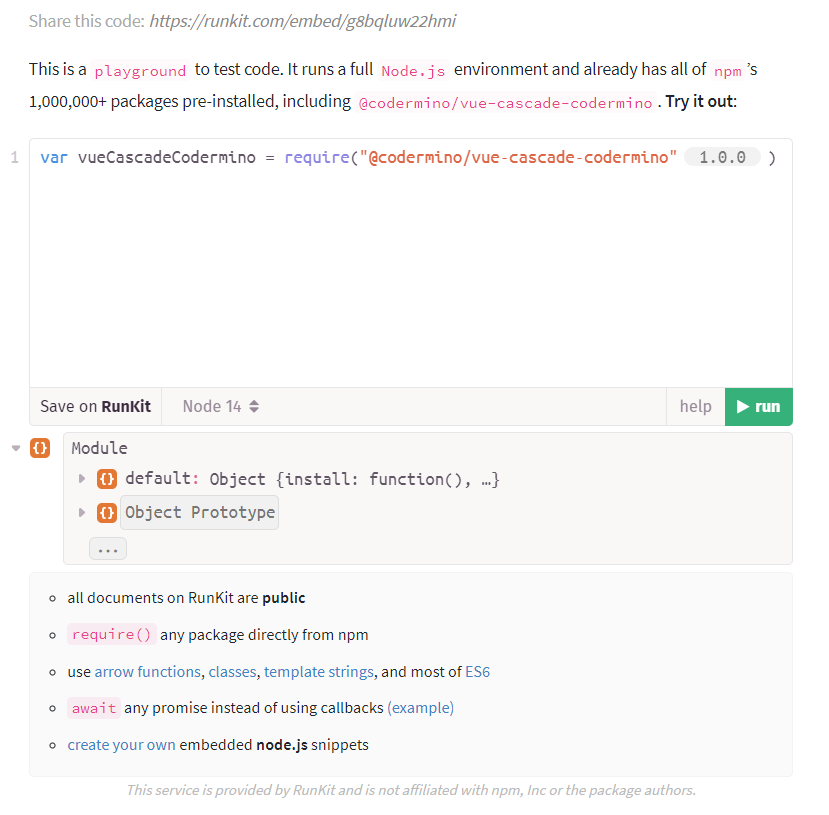 Share this code: https://runkit.com/embed/g8bqluw22hmi
This is a playground to test code. It runs a full Node.js environment and already has all of npm ’s
1,000,000+ packages pre-installed, including @codermino/vue-cascade-codermino . Try it out:
1 var vueCascadeCodermino = require("@codermino/vue-cascade-codermino" 1.0.0 )
Save on RunKit Node 14 help run
{} Module
{} default: Object {install: function(), …}
{} Object Prototype
...
all documents on RunKit are public
require() any package directly from npm
use arrow functions, classes, template strings, and most of ES6
await any promise instead of using callbacks (example)
create your own embedded node.js snippets
This service is provided by RunKit and is not affiliated with npm, Inc or the package authors.